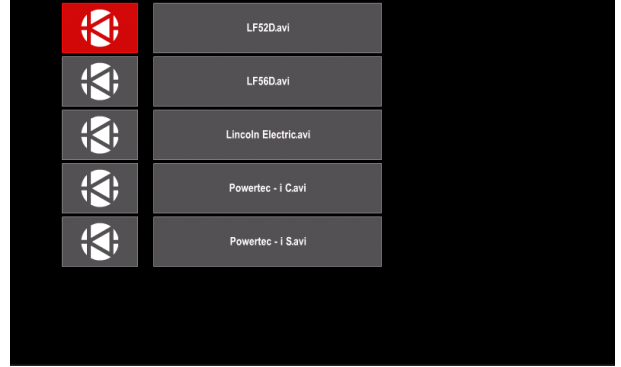 LF52D.avi
LF56D.avi
Lincoln Electric.avi
Powertec - i C.avi
Powertec - i S.avi